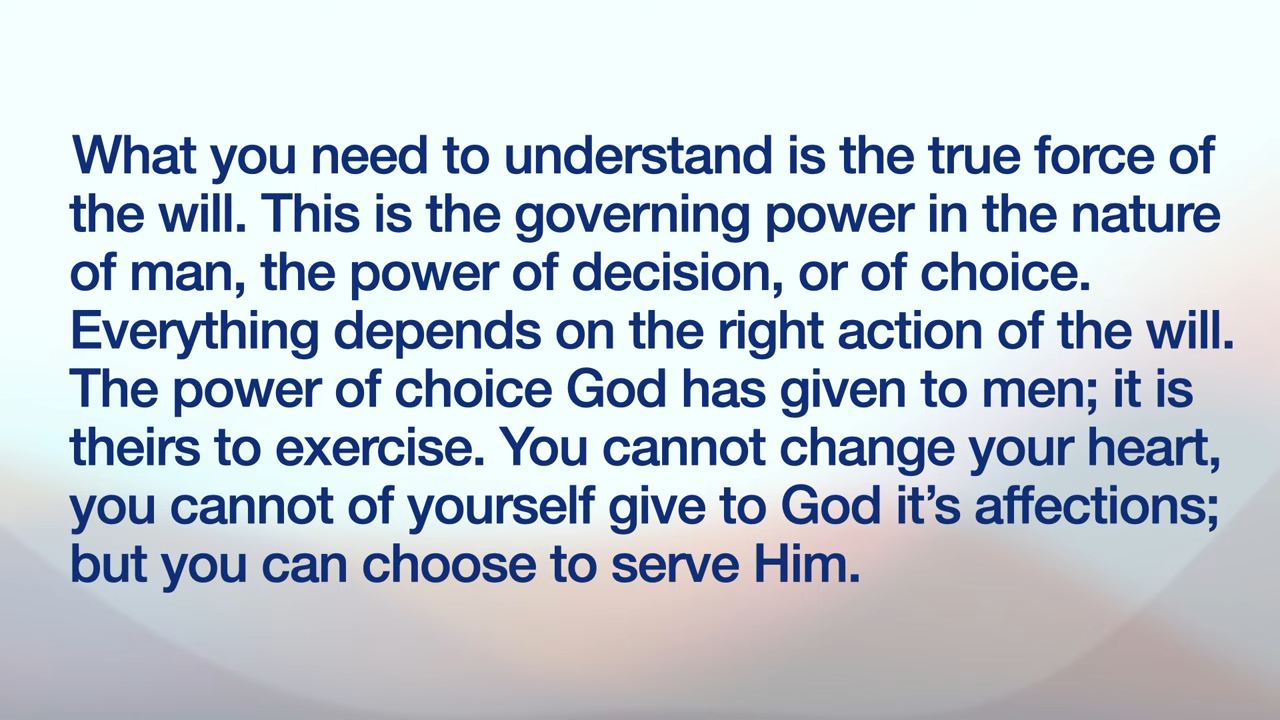 What you need to understand is the true force of
the will. This is the governing power in the nature
of man, the power of decision, or of choice.
Everything depends on the right action of the will.
The power of choice God has given to men; it is
theirs to exercise. You cannot change your heart,
you cannot of yourself give to God it’s affections;
but you can choose to serve Him.